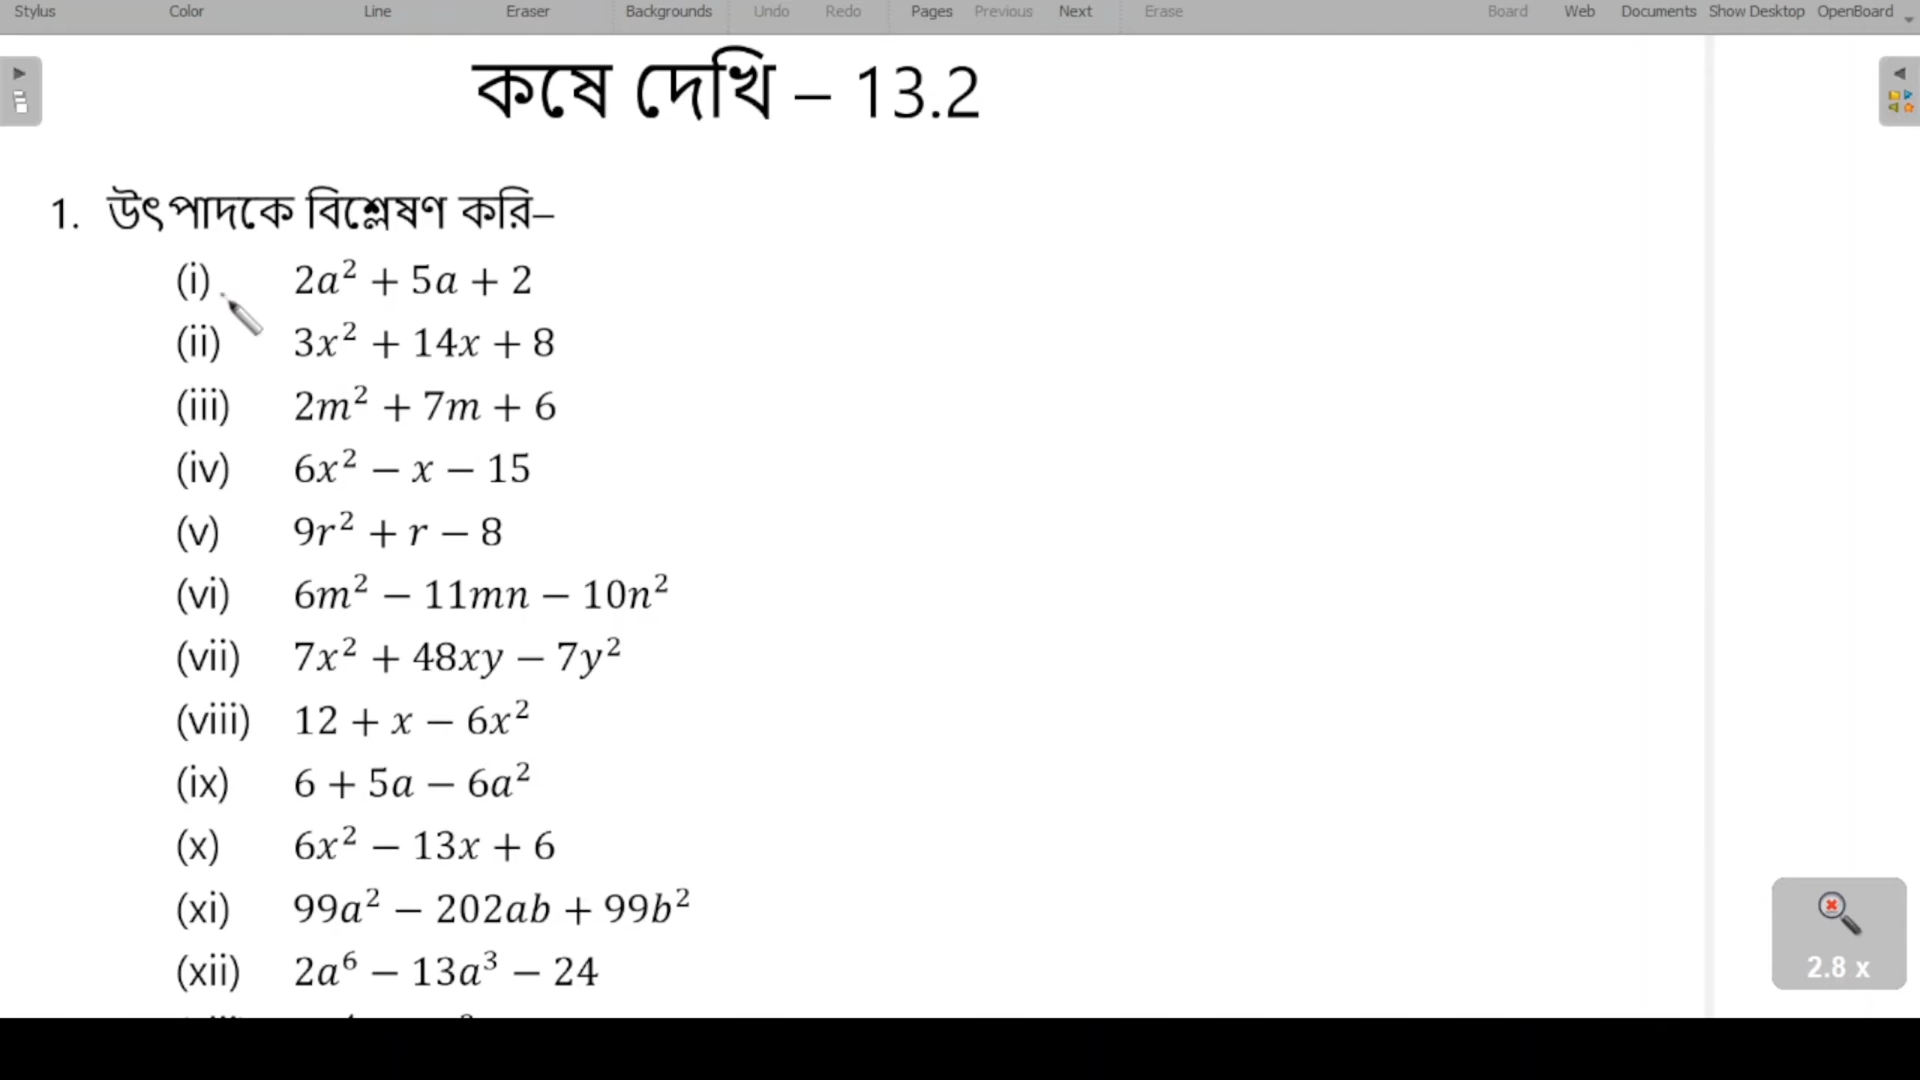 Stylus Color Line Eraser Backgrounds Undo Redo Pages Previous Next Erase Board Web Documents Show Desktop OpenBoard
কষে দেখি – 13.2
1. উৎপাদকে বিশ্লেষণ করি–
(i) 2a² + 5a + 2
(ii) 3x² + 14x + 8
(iii) 2m² + 7m + 6
(iv) 6x² − x − 15
(v) 9r² + r − 8
(vi) 6m² − 11mn − 10n²
(vii) 7x² + 48xy − 7y²
(viii) 12 + x − 6x²
(ix) 6 + 5a − 6a²
(x) 6x² − 13x + 6
(xi) 99a² − 202ab + 99b²
(xii) 2a⁶ − 13a³ − 24
2.8 x